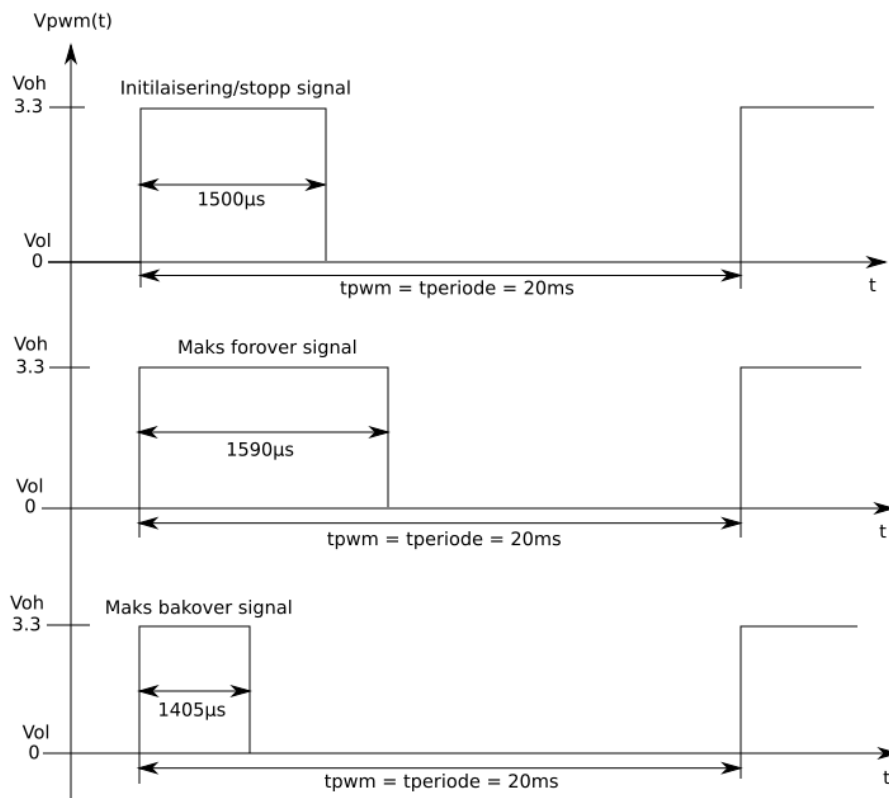 Vpwm(t)
Voh
3.3
Initilaisering/stopp signal
1500µs
Vol
0
tpwm = tperiode = 20ms
t
Voh
3.3
Maks forover signal
1590µs
Vol
0
tpwm = tperiode = 20ms
t
Voh
3.3
Maks bakover signal
1405µs
Vol
0
tpwm = tperiode = 20ms
t